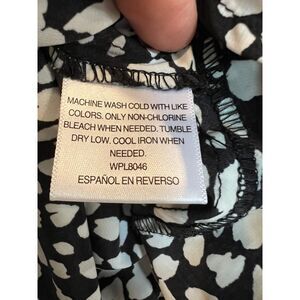 MACHINE WASH COLD WITH LIKE
COLORS. ONLY NON-CHLORINE
BLEACH WHEN NEEDED. TUMBLE
DRY LOW. COOL IRON WHEN
NEEDED.
WPL8046
ESPAÑOL EN REVERSO